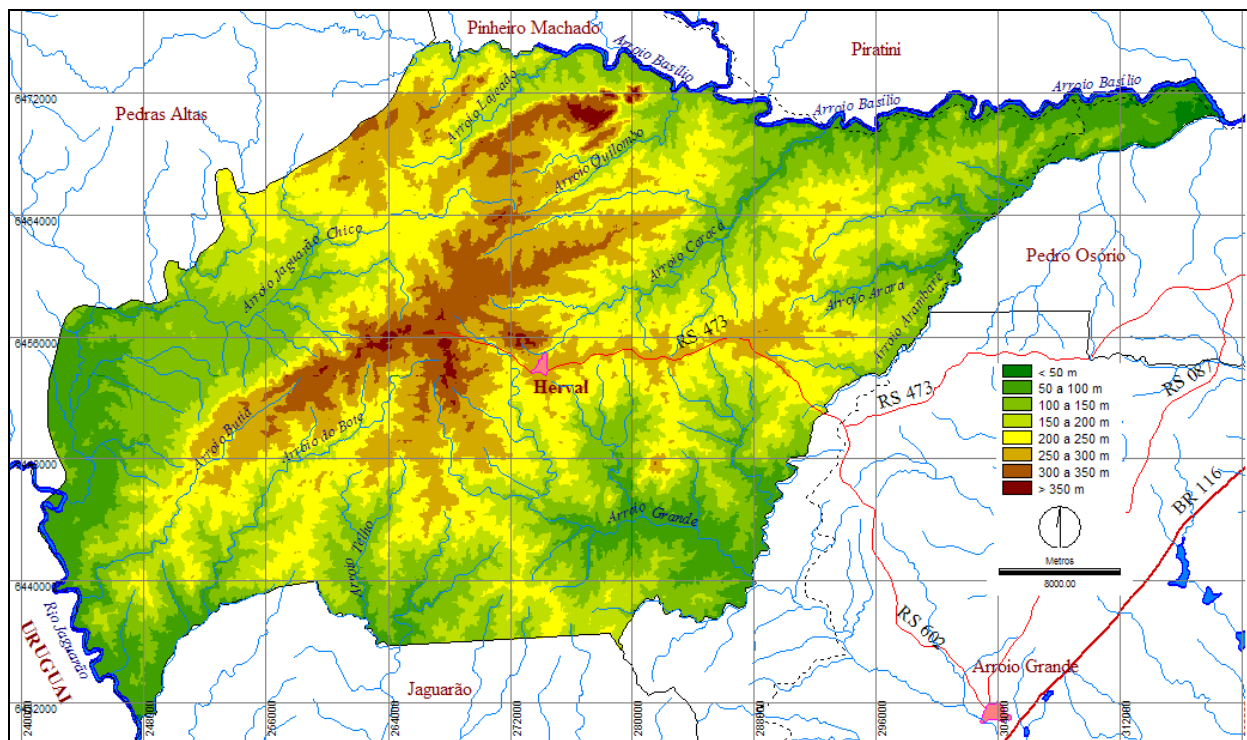 Pinheiro Machado
Piratini
Arroio Basílio
Arroio Basílio
Arroio Basílio
6472000
Pedras Altas
Arroio Lajeado
Arroio Quilombo
6464000
Arroio Jaguarão Chico
Arroio Caraca
Pedro Osório
Arroio Arara
Arroio Arambaré
6456000
RS 473
Herval
RS 473
RS 087
< 50 m
50 a 100 m
100 a 150 m
150 a 200 m
200 a 250 m
250 a 300 m
300 a 350 m
> 350 m
Arroio Butiá
Arroio do Bote
BR 116
Arroio Grande
Arroio Telho
Metros
8000.00
6440000
Rio Jaguarão
URUGUAI
RS 602
Jaguarão
Arroio Grande
240000
248000
264000
272000
280000
288000
296000
304000
312000